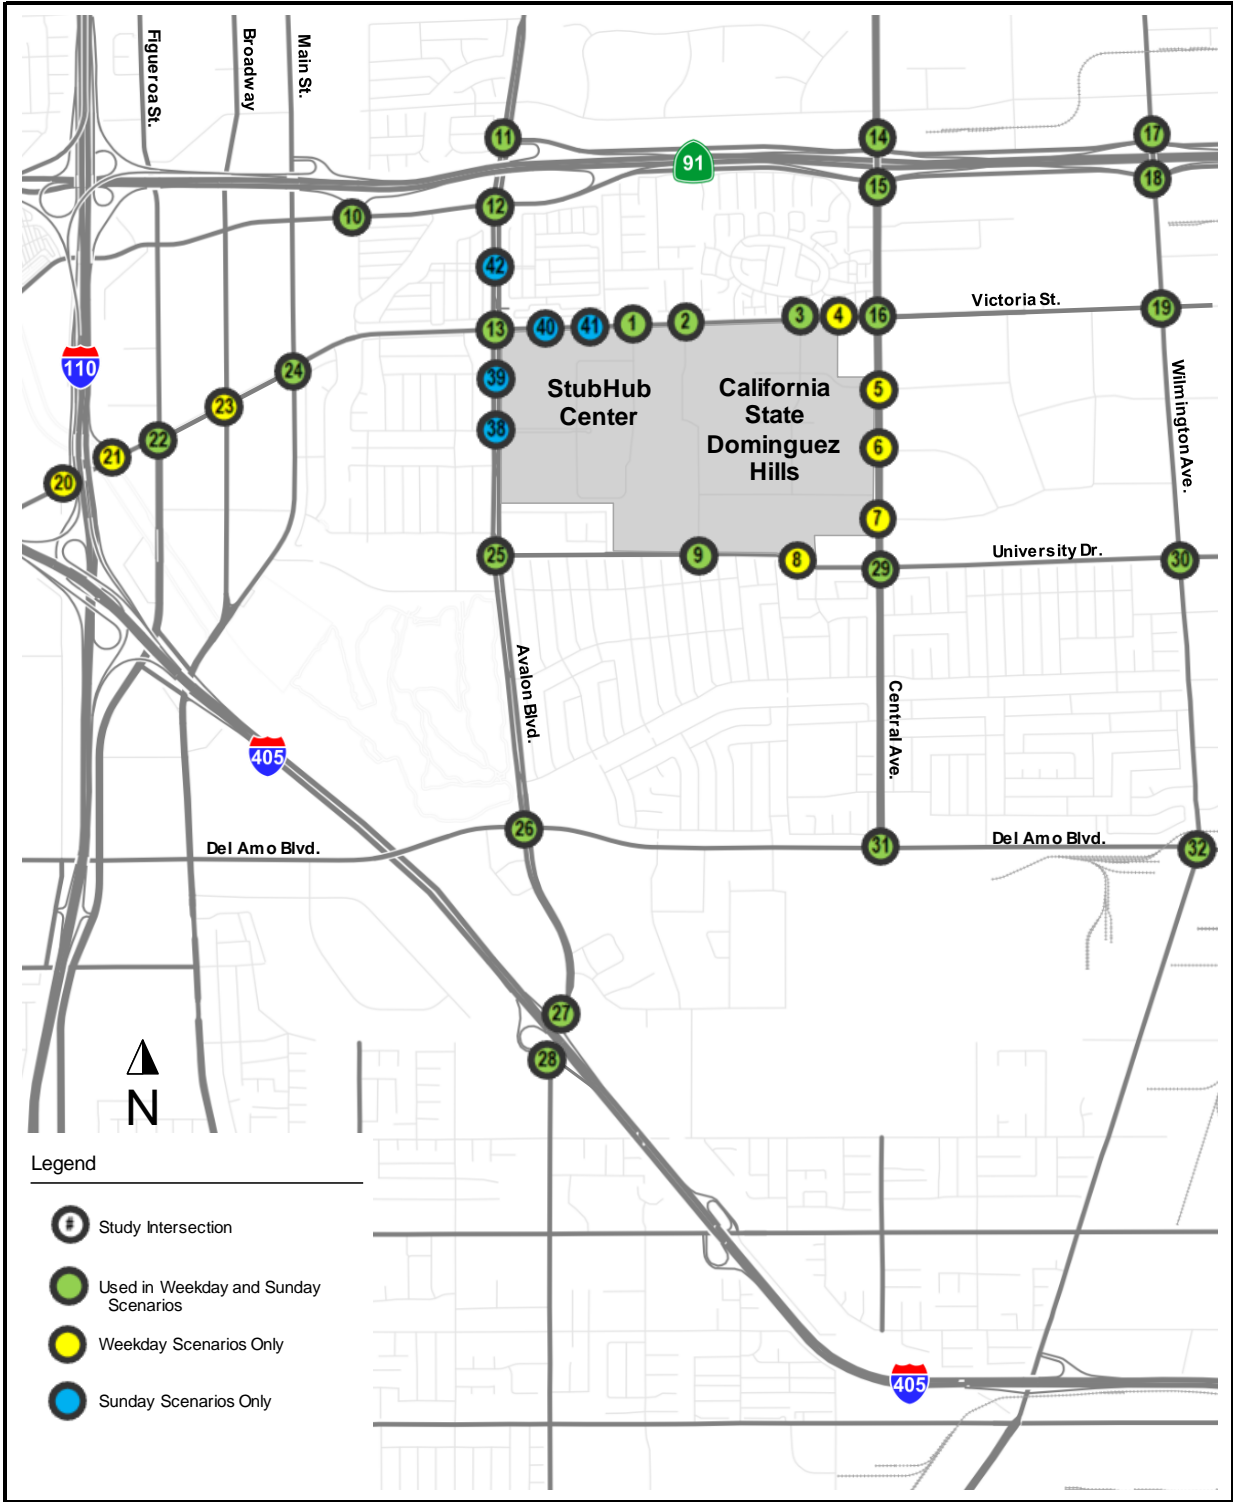 Figueroa St.
Broadway
Main St.
11
91
14
17
15
18
10
12
42
Victoria St.
13
40
41
1
2
3
4
16
19
110
24
39
StubHub
Center
California
State
Dominguez
Hills
5
Wilmington Ave.
23
22
38
6
21
20
7
25
9
8
29
University Dr.
30
Avalon Blvd.
Central Ave.
405
26
Del Amo Blvd.
31
Del Amo Blvd.
32
27
28
N
Legend
# Study Intersection
Used in Weekday and Sunday
Scenarios
Weekday Scenarios Only
405
Sunday Scenarios Only